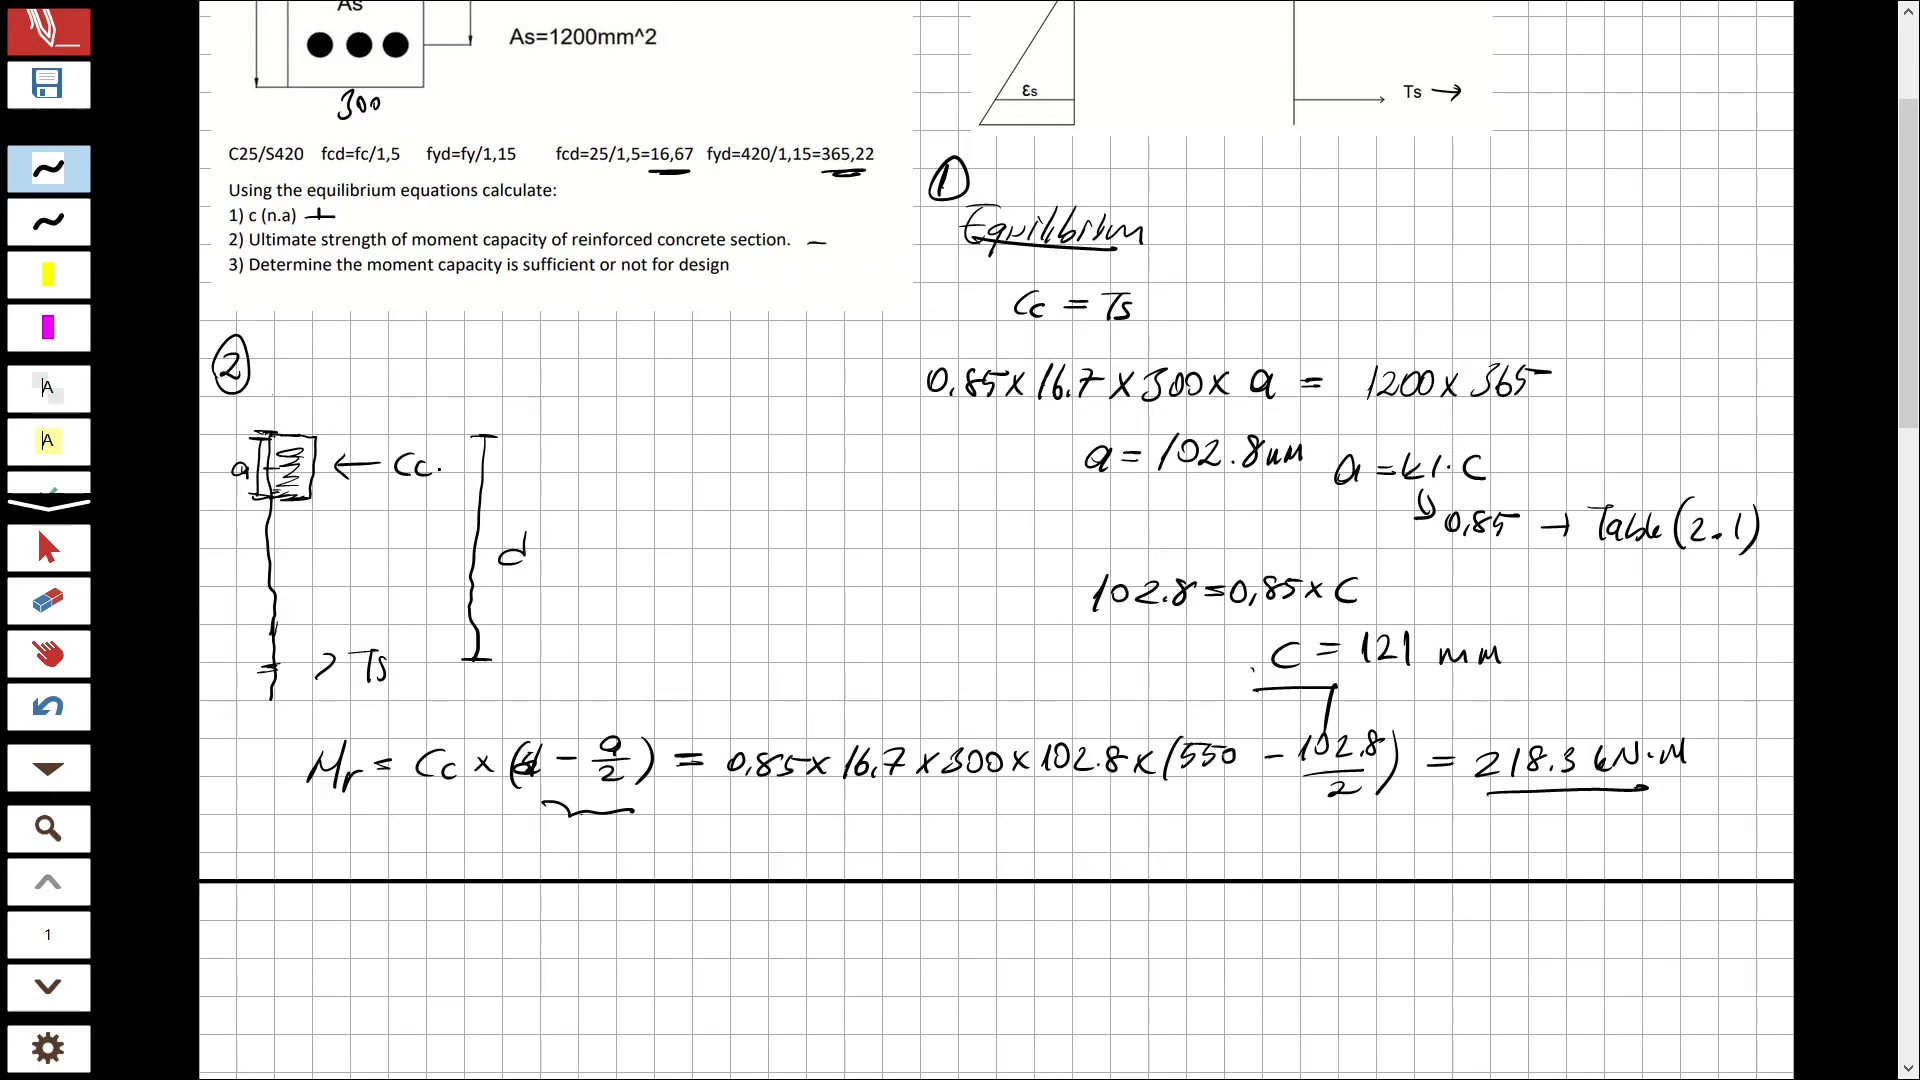 As
As=1200mm^2
300
εs
Ts →
C25/S420 fcd=fc/1,5 fyd=fy/1,15 fcd=25/1,5=16,67 fyd=420/1,15=365,22
Using the equilibrium equations calculate:
1) c (n.a)
2) Ultimate strength of moment capacity of reinforced concrete section.
3) Determine the moment capacity is sufficient or not for design
1
Equilibrium
Cc = Ts
0.85 x 16.7 x 300 x a = 1200 x 365
a = 102.8 mm a = k1.C
0,85 → Table (2.1)
102.8 = 0,85 x C
C = 121 mm
2
a ← Cc.
d
> Ts
Mr = Cc x (d - a/2) = 0.85 x 16.7 x 300 x 102.8 x (550 - 102.8/2) = 218.3 kN.M
A
A
1